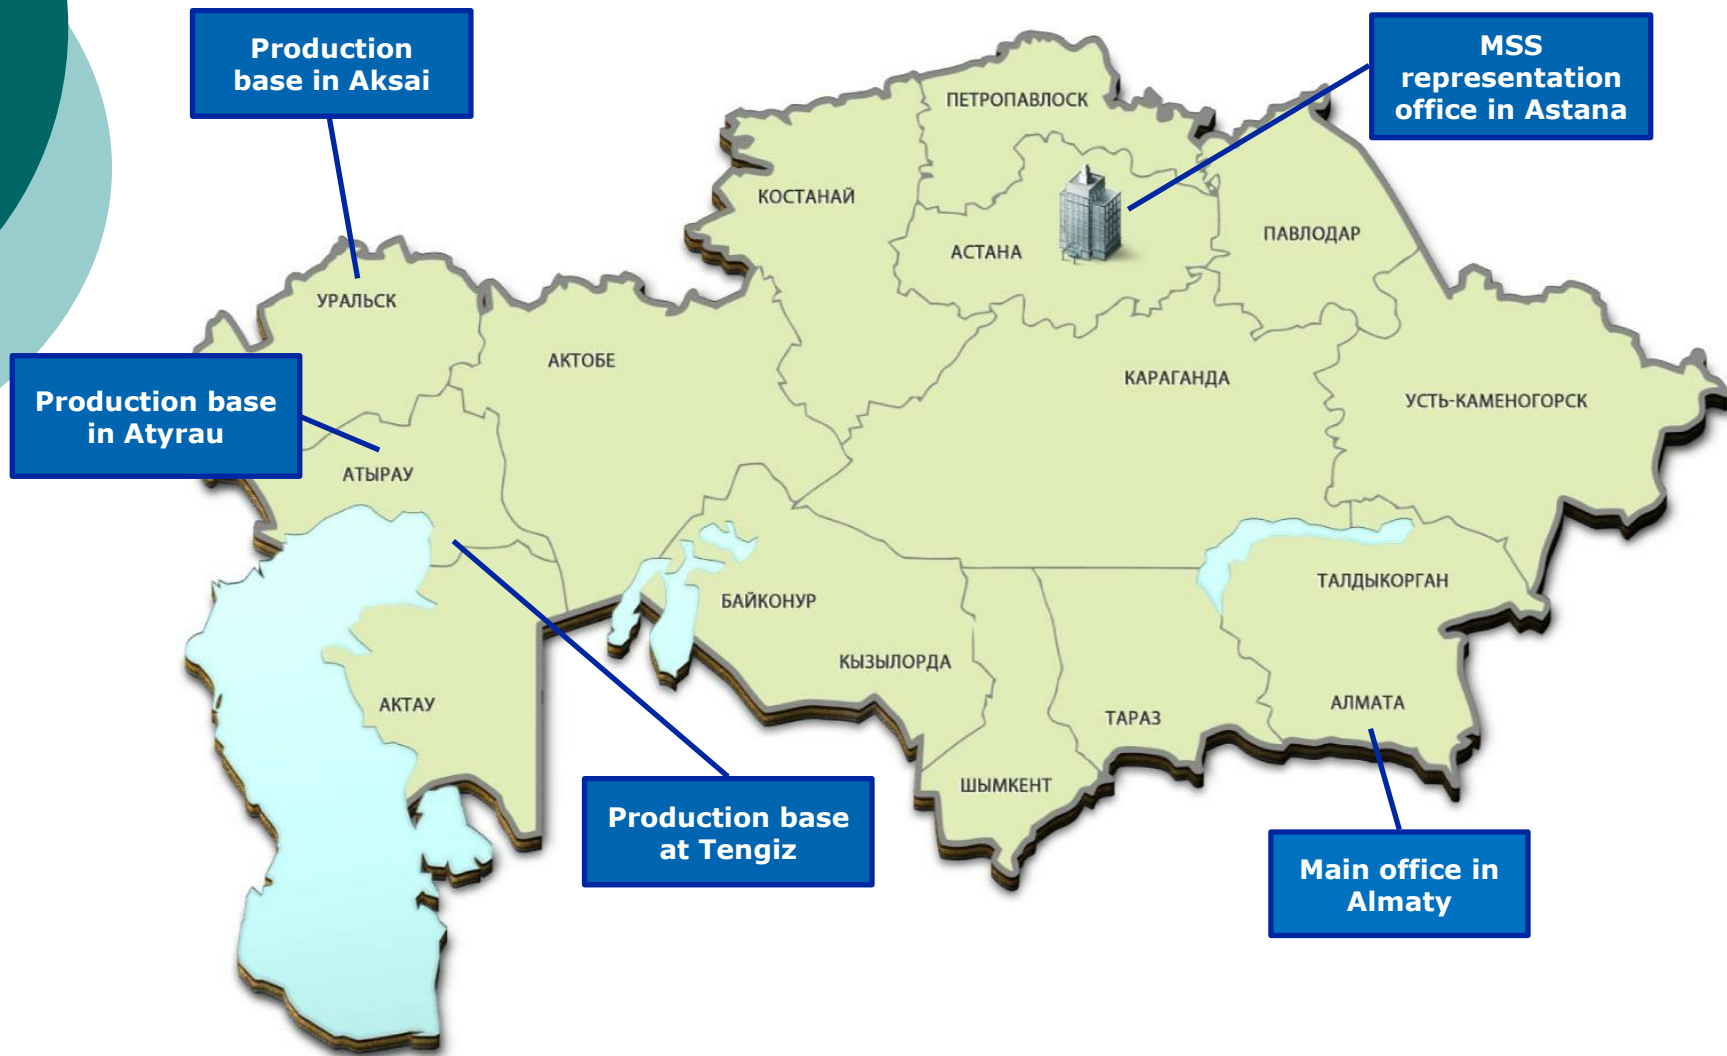 Production
base in Aksai
MSS
representation
office in Astana
ПЕТРОПАВЛОСК
КОСТАНАЙ
АСТАНА
ПАВЛОДАР
УРАЛЬСК
АКТОБЕ
КАРАГАНДА
УСТЬ-КАМЕНОГОРСК
Production base
in Atyrau
АТЫРАУ
БАЙКОНУР
ТАЛДЫКОРГАН
КЫЗЫЛОРДА
АКТАУ
ТАРАЗ
АЛМАТА
ШЫМКЕНТ
Production base
at Tengiz
Main office in
Almaty